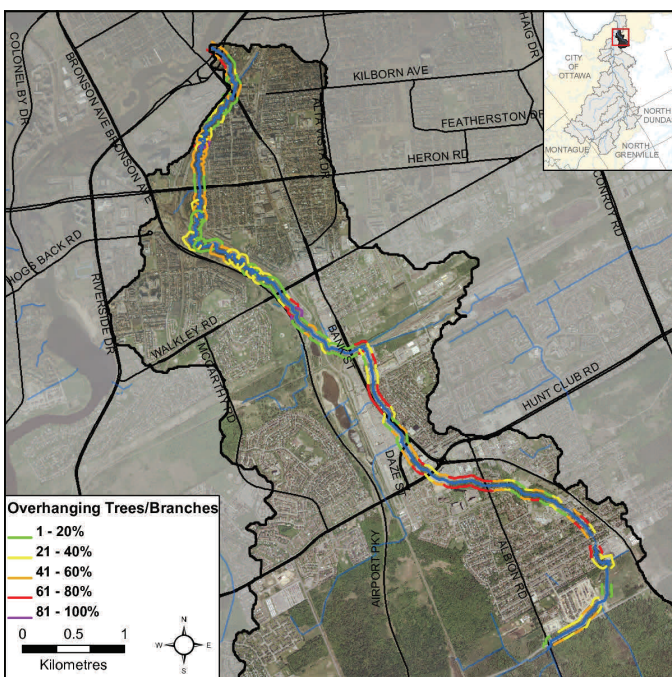 COLONEL BY DR
BRONSON AVE
BRONSON AVE
HAIG DR
KILBORN AVE
ALTA VISTA DR
FEATHERSTON DR
HERON RD
CONROY RD
HOGS BACK RD
RIVERSIDE DR
WALKLEY RD
MCCARTHY RD
BANK ST
HUNT CLUB RD
DAZE ST
AIRPORT PKY
ALBION RD
CITY
OF
OTTAWA
NORTH
DUNDAS
MONTAGUE
NORTH
GRENVILLE
Overhanging Trees/Branches
1 - 20%
21 - 40%
41 - 60%
61 - 80%
81 - 100%
0 0.5 1
Kilometres
N
W E
S